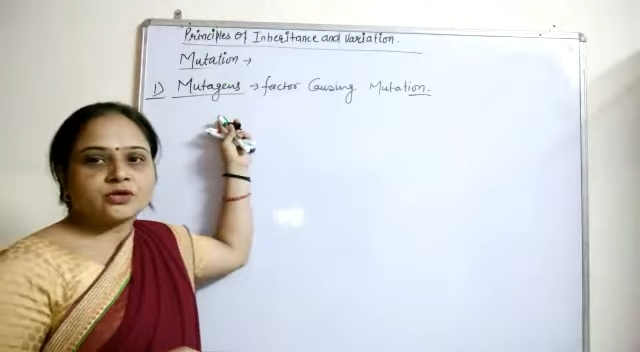 Principles of Inheritance and Variation.
Mutation →
1) Mutagens → factor Causing Mutation.